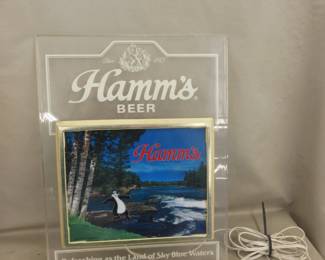 Hamm's
BEER
Hamm's
Refreshing as the Land of Sky Blue Waters